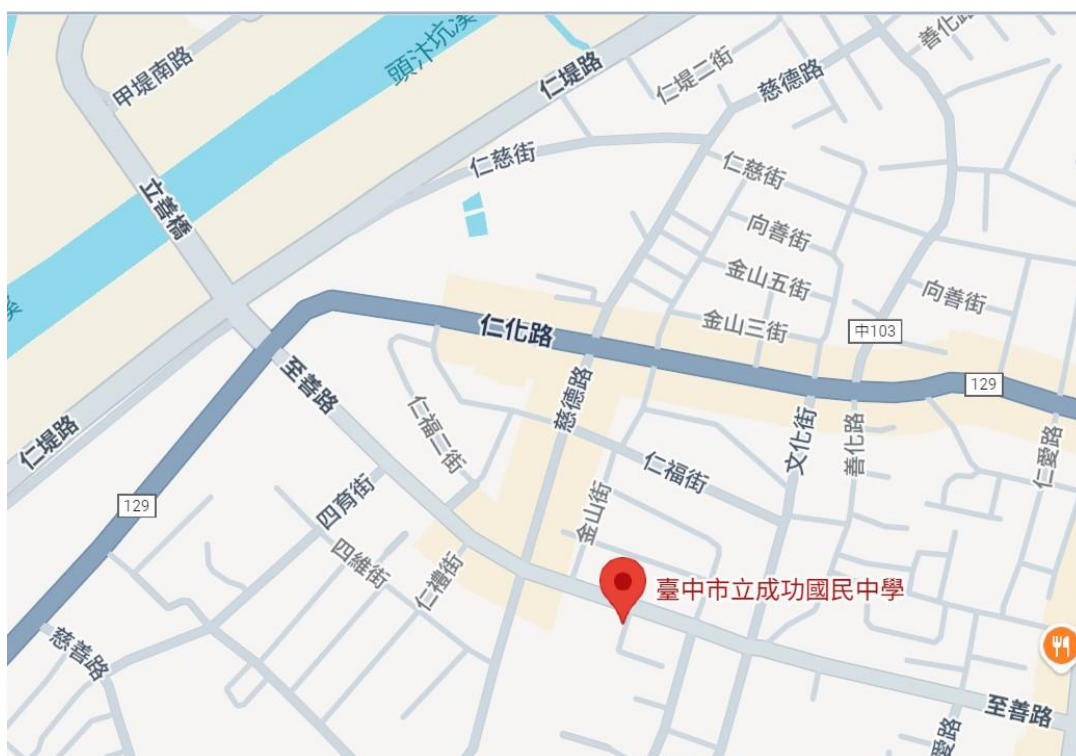 頭汴坑溪
善化路
甲堤南路
仁堤路
仁堤二街
慈德路
仁慈街
仁慈街
立善橋
向善街
金山五街
向善街
溪
金山三街
中103
仁化路
129
至善路
慈德路
仁福二街
文化街
善化路
仁愛路
仁堤路
仁福街
四育街
129
金山街
四維街
仁禮街
臺中市立成功國民中學
慈善路
至善路
愛路